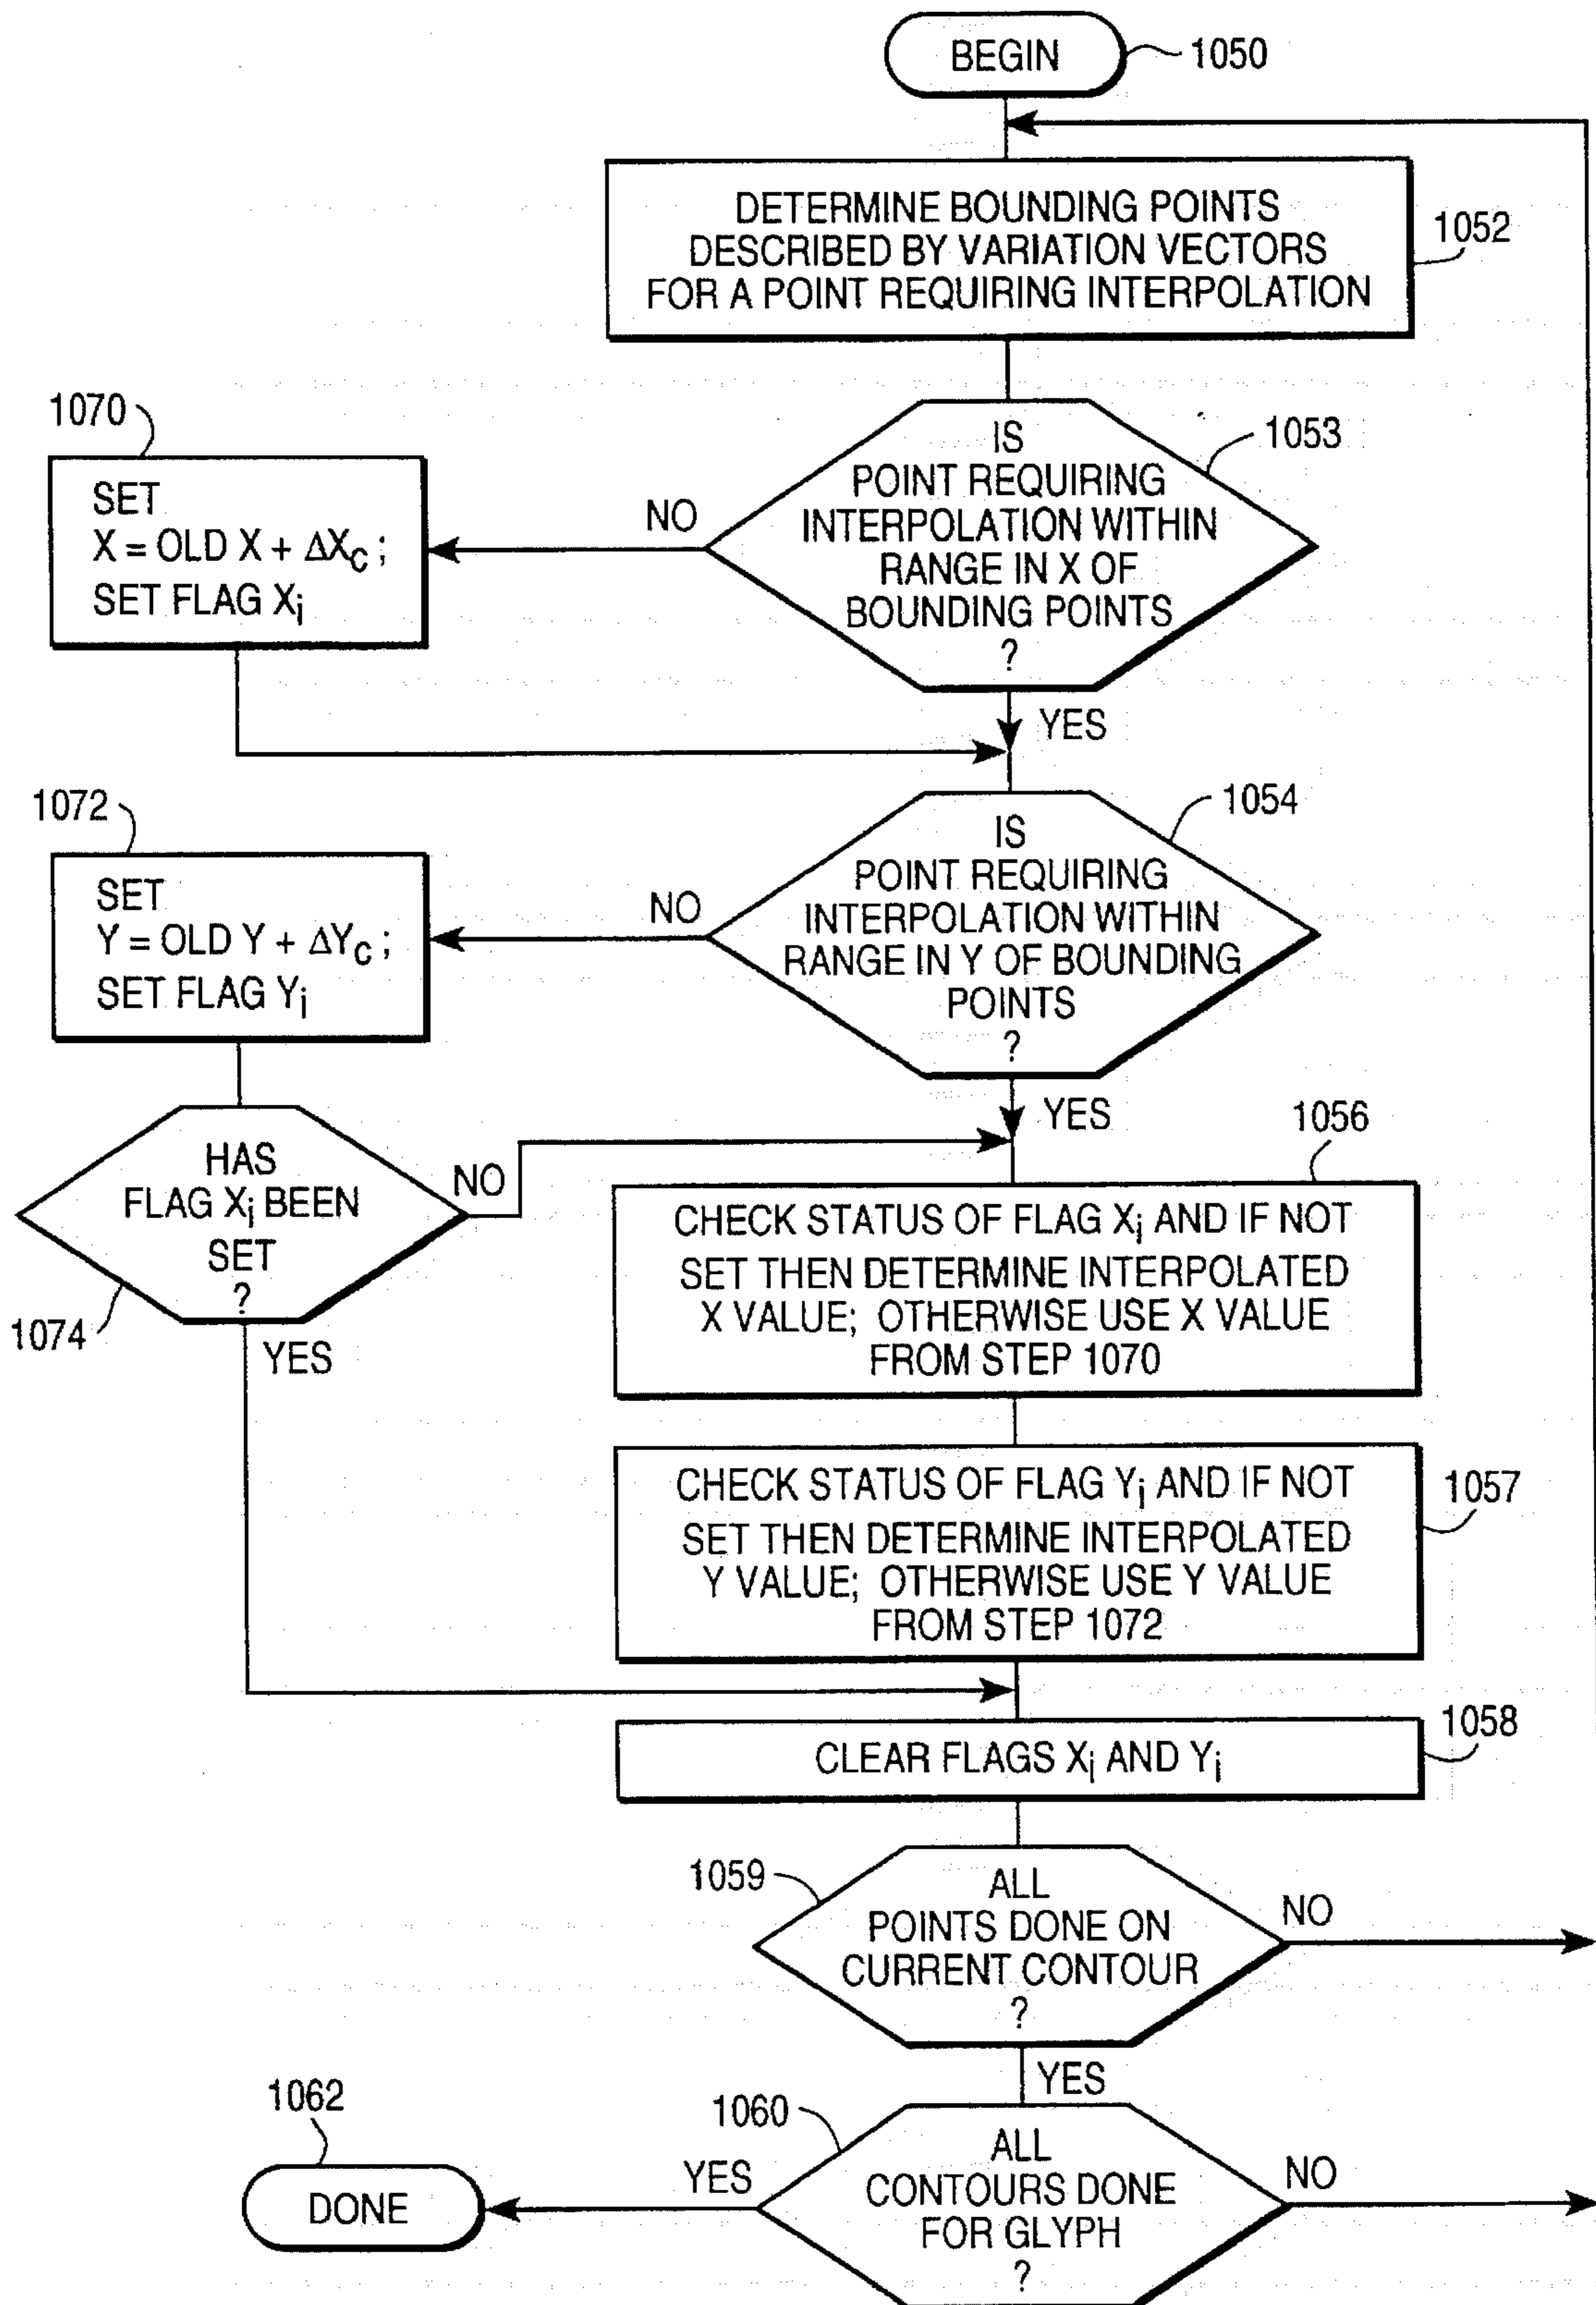 BEGIN
1050
DETERMINE BOUNDING POINTS
DESCRIBED BY VARIATION VECTORS
FOR A POINT REQUIRING INTERPOLATION
1052
1070
SET
X = OLD X + ΔXc ;
SET FLAG Xi
NO
IS
POINT REQUIRING
INTERPOLATION WITHIN
RANGE IN X OF
BOUNDING POINTS
?
1053
YES
1072
SET
Y = OLD Y + ΔYc ;
SET FLAG Yi
NO
IS
POINT REQUIRING
INTERPOLATION WITHIN
RANGE IN Y OF BOUNDING
POINTS
?
1054
YES
HAS
FLAG Xi BEEN
SET
?
1074
NO
YES
1056
CHECK STATUS OF FLAG Xi AND IF NOT
SET THEN DETERMINE INTERPOLATED
X VALUE; OTHERWISE USE X VALUE
FROM STEP 1070
CHECK STATUS OF FLAG Yi AND IF NOT
SET THEN DETERMINE INTERPOLATED
Y VALUE; OTHERWISE USE Y VALUE
FROM STEP 1072
1057
CLEAR FLAGS Xi AND Yi
1058
1059
ALL
POINTS DONE ON
CURRENT CONTOUR
?
NO
YES
1060
ALL
CONTOURS DONE
FOR GLYPH
?
NO
YES
1062
DONE